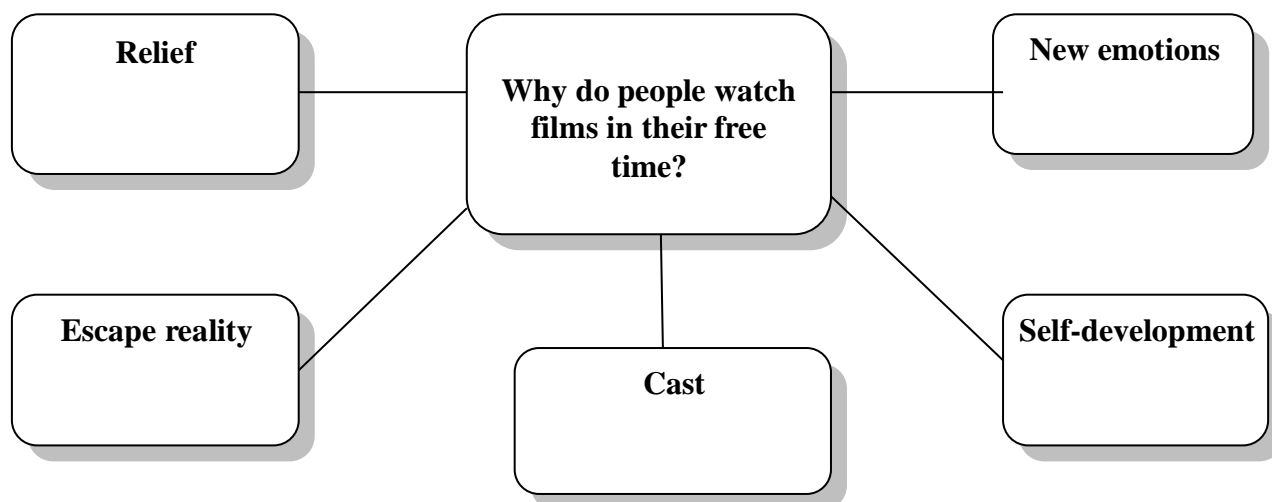 Relief
Why do people watch
films in their free
time?
New emotions
Escape reality
Cast
Self-development